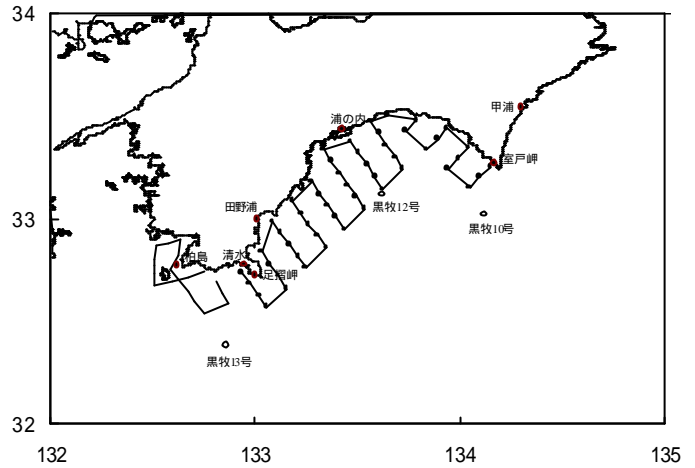 34
甲浦
浦の内
室戸岬
黒牧12号
田野浦
黒牧10号
33
柏島
清水
足摺岬
黒牧13号
32
132
133
134
135